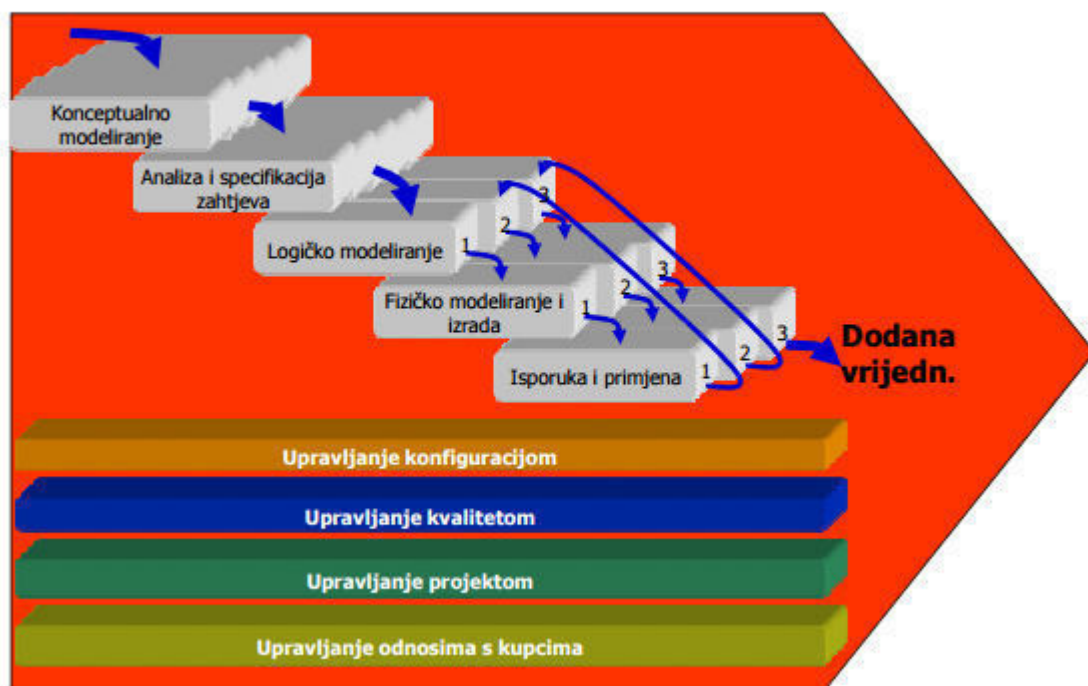 Konceptualno
modeliranje
Analiza i specifikacija
zahtjeva
Logičko modeliranje
1
2
3
Fizičko modeliranje i
izrada
1
2
3
Isporuka i primjena
1
2
3
Dodana
vrijedn.
Upravljanje konfiguracijom
Upravljanje kvalitetom
Upravljanje projektom
Upravljanje odnosima s kupcima